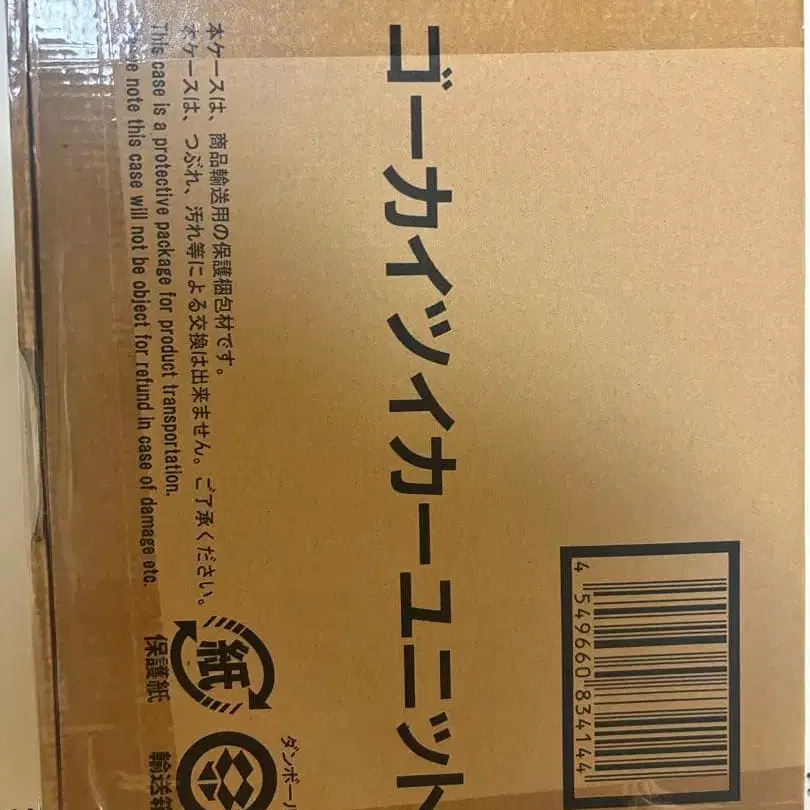 ゴーカイツイカーユニット
本ケースは、商品輸送用の保護梱包材です。
本ケースは、つぶれ、汚れ等による交換は出来ません。ご了承ください。
This case is a protective package for product transportation.
note this case will not be object for refund in case of damage etc.
紙
保護紙
ダンボール
輸送箱
4 549660 834144